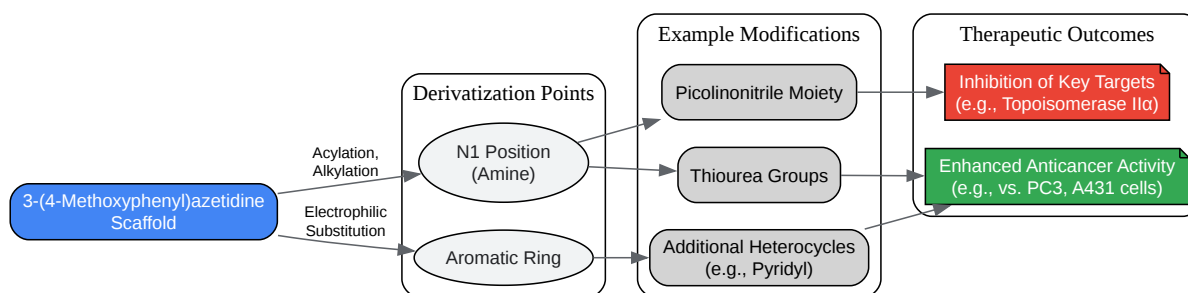 3-(4-Methoxyphenyl)azetidine
Scaffold
Acylation,
Alkylation
Electrophilic
Substitution
Derivatization Points
N1 Position
(Amine)
Aromatic Ring
Example Modifications
Picolinonitrile Moiety
Thiourea Groups
Additional Heterocycles
(e.g., Pyridyl)
Therapeutic Outcomes
Inhibition of Key Targets
(e.g., Topoisomerase IIα)
Enhanced Anticancer Activity
(e.g., vs. PC3, A431 cells)